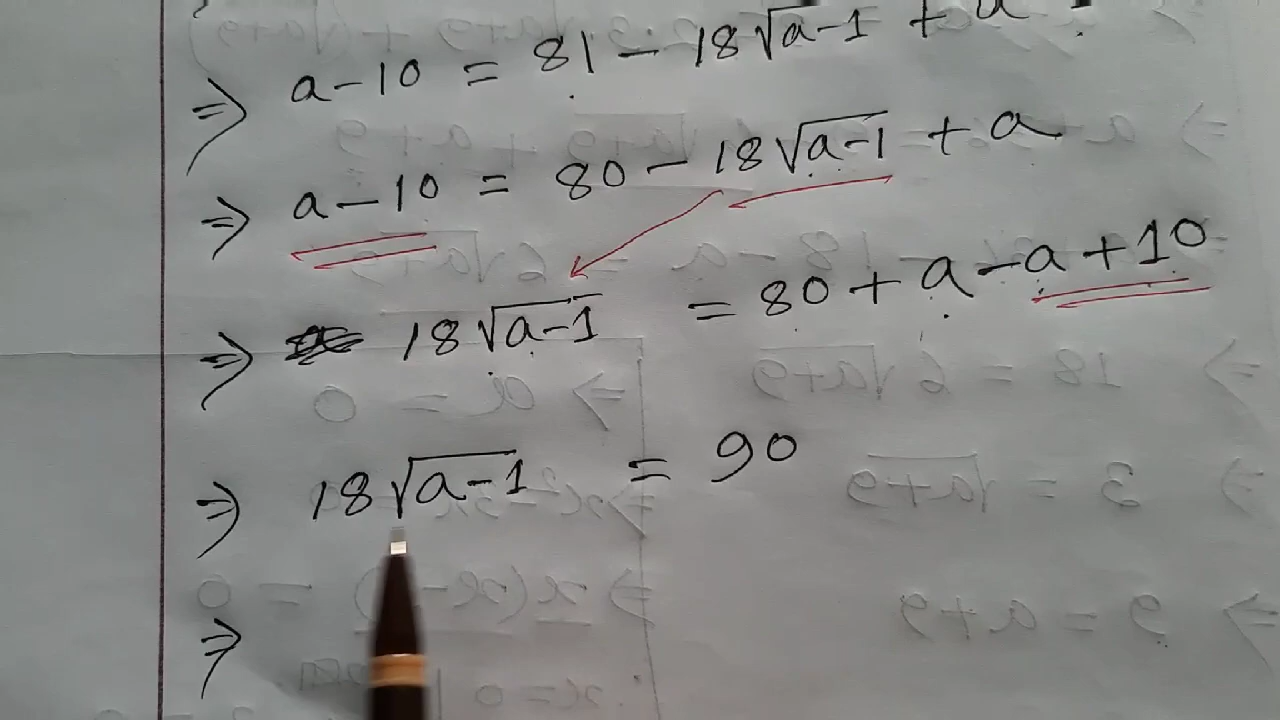 ⇒ a - 10 = 81 - 18√(a-1) + a
⇒ a - 10 = 80 - 18√(a-1) + a
⇒ 18√(a-1) = 80 + a - a + 10
⇒ 18√(a-1) = 90
⇒